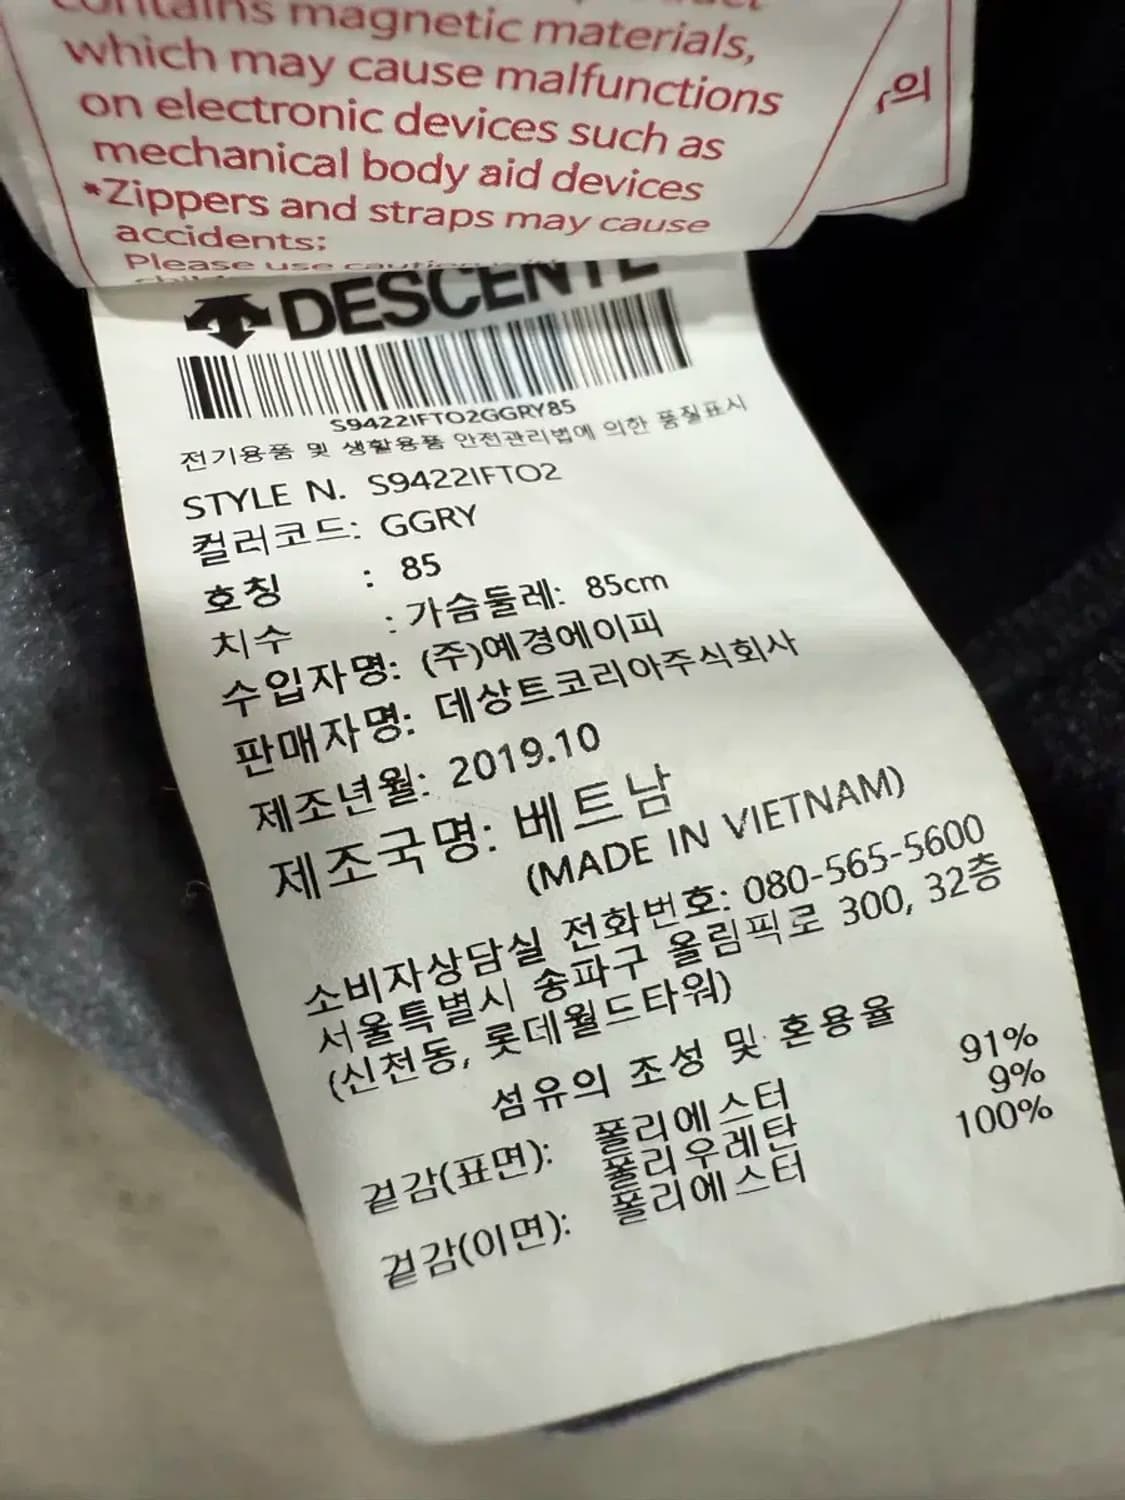 contains magnetic materials,
which may cause malfunctions
on electronic devices such as
mechanical body aid devices
*Zippers and straps may cause
accidents:
Please use caution with
의
DESCENTE
S9422IFT02GGRY85
전기용품 및 생활용품 안전관리법에 의한 품질표시
STYLE N. S9422IFT02
컬러코드: GGRY
호칭 : 85
치수 : 가슴둘레: 85cm
수입자명: (주)예경에이피
판매자명: 데상트코리아주식회사
제조년월: 2019.10
제조국명: 베트남
(MADE IN VIETNAM)
소비자상담실 전화번호: 080-565-5600
서울특별시 송파구 올림픽로 300, 32층
(신천동, 롯데월드타워)
섬유의 조성 및 혼용율
겉감(표면): 폴리에스터 91%
폴리우레탄 9%
겉감(이면): 폴리에스터 100%